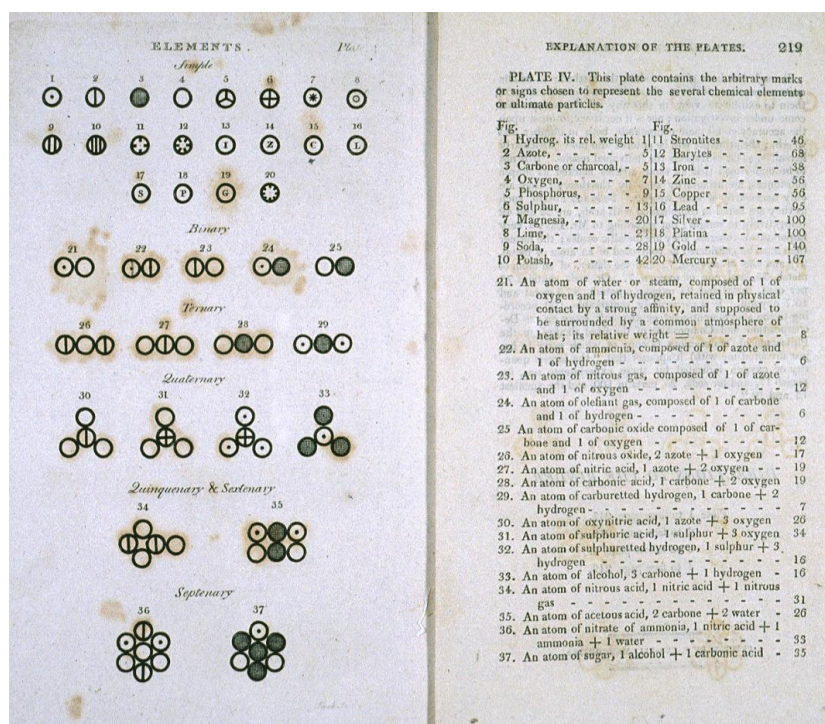 ELEMENTS.
Simple
1 2 3 4 5 6 7 8
9 10 11 12 13 14 15 16
I Z C L
17 18 19 20
S P G
Binary
21 22 23 24 25
Ternary
26 27 28 29
Quaternary
30 31 32 33
Quinquenary & Sextenary
34 35
Septenary
36 37
EXPLANATION OF THE PLATES. 219
PLATE IV. This plate contains the arbitrary marks
or signs chosen to represent the several chemical elements
or ultimate particles.
Fig. Fig.
1 Hydrog. its rel. weight 1 11 Strontites - - - 46
2 Azote, - - - - 5 12 Barytes - - - - 68
3 Carbone or charcoal, - 5 13 Iron - - - - 38
4 Oxygen, - - - 7 14 Zinc - - - - 56
5 Phosphorus, - - - 9 15 Copper - - - - 56
6 Sulphur, - - - - 13 16 Lead - - - - 95
7 Magnesia, - - - - 20 17 Silver - - - - 100
8 Lime, - - - - 23 18 Platina - - - - 100
9 Soda, - - - - 28 19 Gold - - - - 140
10 Potash, - - - - 42 20 Mercury - - - - 167
21. An atom of water or steam, composed of 1 of
oxygen and 1 of hydrogen, retained in physical
contact by a strong affinity, and supposed to
be surrounded by a common atmosphere of
heat; its relative weight = - - - - 8
22. An atom of ammonia, composed of 1 of azote and
1 of hydrogen - - - - - - - 6
23. An atom of nitrous gas, composed of 1 of azote
and 1 of oxygen - - - - - - - 12
24. An atom of olefiant gas, composed of 1 of carbone
and 1 of hydrogen - - - - - - - 6
25 An atom of carbonic oxide composed of 1 of car-
bone and 1 of oxygen - - - - - - 12
26. An atom of nitrous oxide, 2 azote + 1 oxygen - 17
27. An atom of nitric acid, 1 azote + 2 oxygen - - 19
28. An atom of carbonic acid, 1 carbone + 2 oxygen 19
29. An atom of carburetted hydrogen, 1 carbone + 2
hydrogen - - - - - - - - 7
30. An atom of oxynitric acid, 1 azote + 3 oxygen 26
31. An atom of sulphuric acid, 1 sulphur + 3 oxygen 34
32. An atom of sulphuretted hydrogen, 1 sulphur + 3
hydrogen - - - - - - - - 16
33. An atom of alcohol, 3 carbone + 1 hydrogen - 16
34. An atom of nitrous acid, 1 nitric acid + 1 nitrous
gas - - - - - - - - 31
35. An atom of acetous acid, 2 carbone + 2 water - 26
36. An atom of nitrate of ammonia, 1 nitric acid + 1
ammonia + 1 water - - - - - - 33
37. An atom of sugar, 1 alcohol + 1 carbonic acid - 35